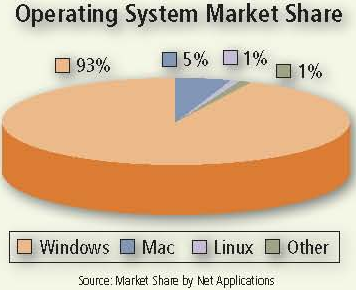 Operating System Market Share
93% 5% 1% 1%
Windows Mac Linux Other
Source: Market Share by Net Applications